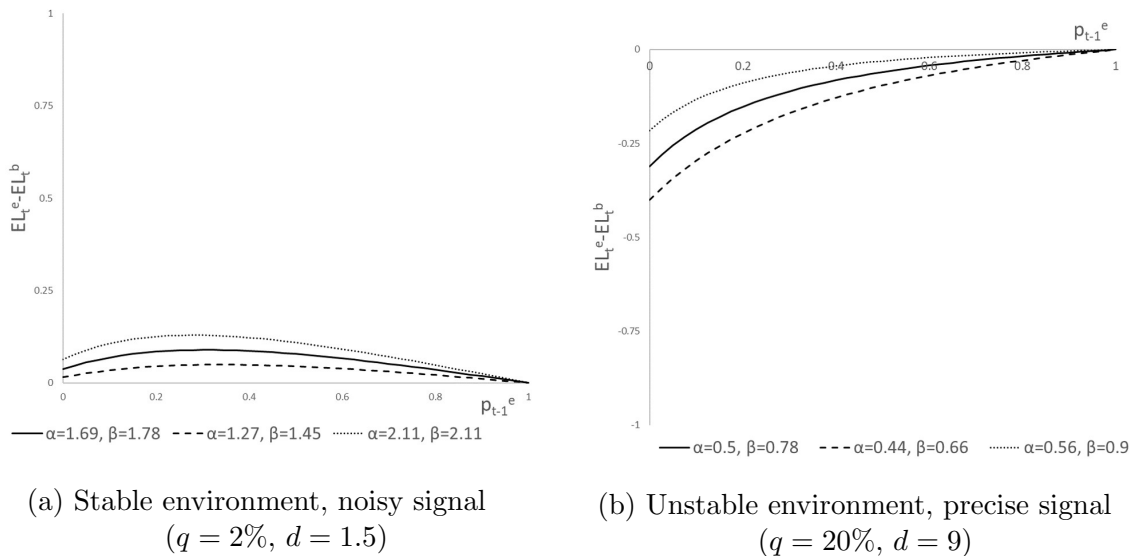 1
0.75
EL_t^e-EL_t^b
0.5
0.25
0
0 0.2 0.4 0.6 0.8 1
p_{t-1}^e
α=1.69, β=1.78 α=1.27, β=1.45 α=2.11, β=2.11
(a) Stable environment, noisy signal
(q = 2%, d = 1.5)
p_{t-1}^e
0
0 0.2 0.4 0.6 0.8 1
-0.25
EL_t^e-EL_t^b
-0.5
-0.75
-1
α=0.5, β=0.78 α=0.44, β=0.66 α=0.56, β=0.9
(b) Unstable environment, precise signal
(q = 20%, d = 9)